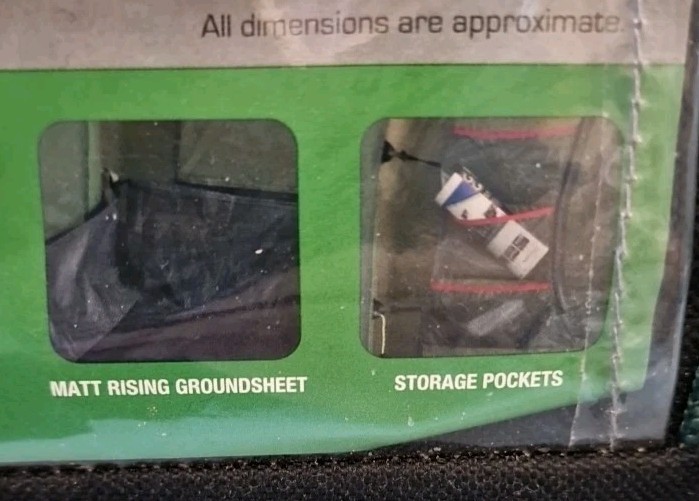 All dimensions are approximate.
MATT RISING GROUNDSHEET
STORAGE POCKETS